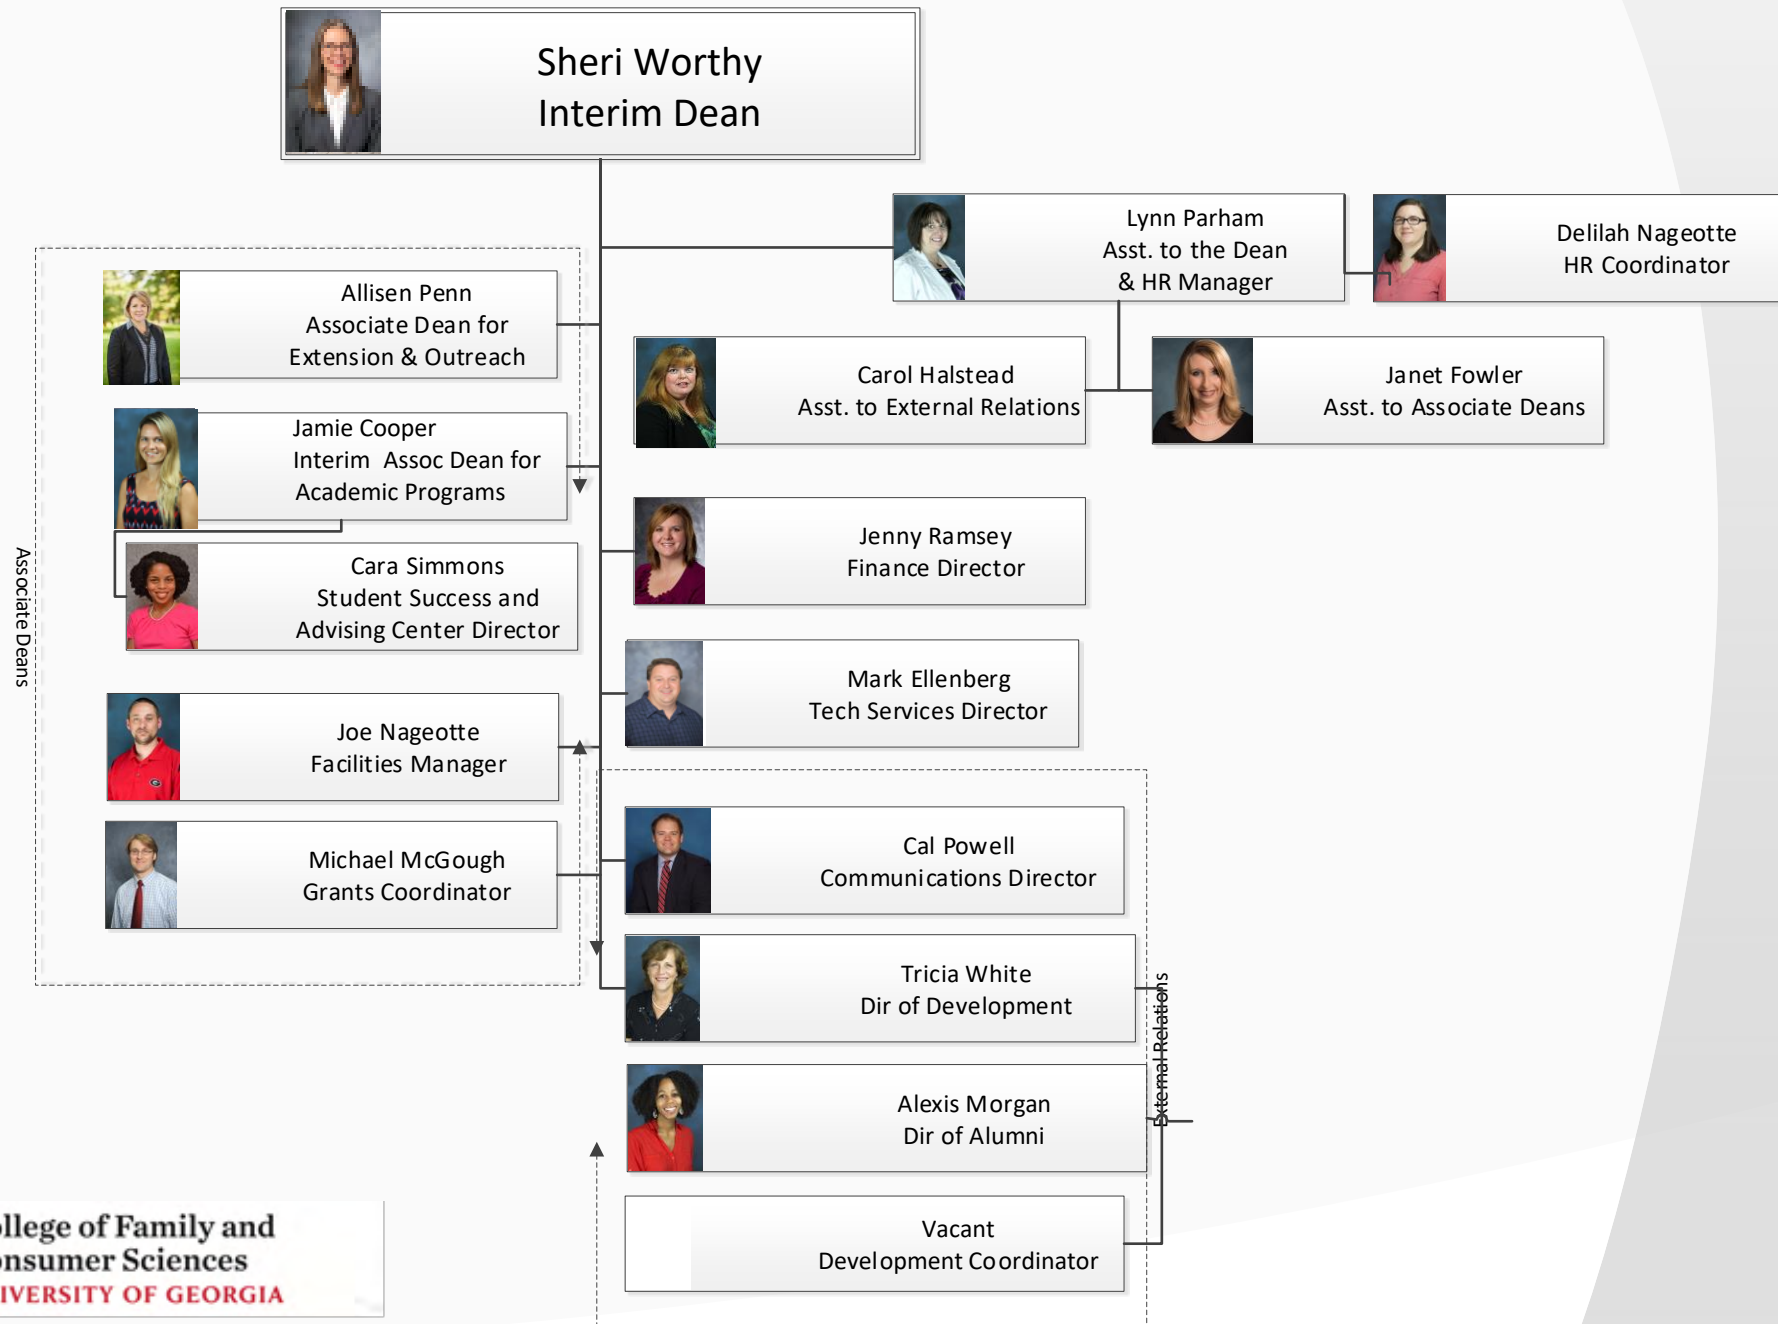 Sheri Worthy
Interim Dean
Lynn Parham
Asst. to the Dean
& HR Manager
Delilah Nageotte
HR Coordinator
Allisen Penn
Associate Dean for
Extension & Outreach
Carol Halstead
Asst. to External Relations
Janet Fowler
Asst. to Associate Deans
Jamie Cooper
Interim Assoc Dean for
Academic Programs
Jenny Ramsey
Finance Director
Associate Deans
Cara Simmons
Student Success and
Advising Center Director
Mark Ellenberg
Tech Services Director
Joe Nageotte
Facilities Manager
Cal Powell
Communications Director
Michael McGough
Grants Coordinator
Tricia White
Dir of Development
External Relations
Alexis Morgan
Dir of Alumni
Vacant
Development Coordinator
llege of Family and
nsumer Sciences
IVERSITY OF GEORGIA